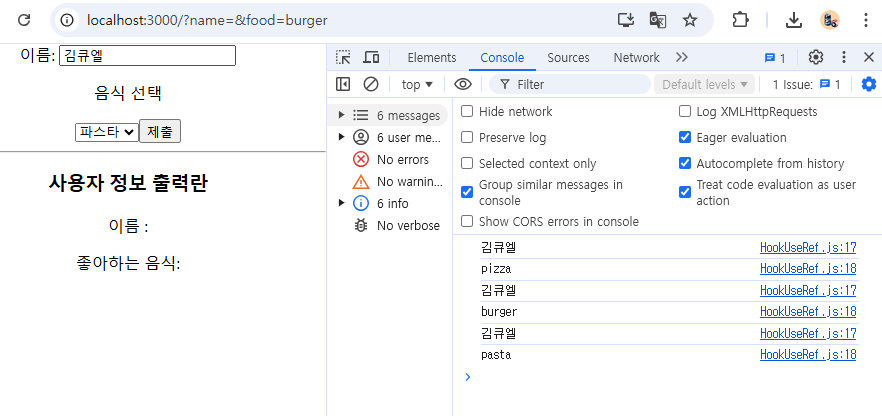 localhost:3000/?name=&food=burger
이름: 김큐엘
음식 선택
파스타 제출
사용자 정보 출력란
이름 :
좋아하는 음식:
Elements Console Sources Network 1
top Filter Default levels 1 Issue: 1
6 messages
6 user me...
No errors
No warnin...
6 info
No verbose
Hide network Log XMLHttpRequests
Preserve log Eager evaluation
Selected context only Autocomplete from history
Group similar messages in console Treat code evaluation as user action
Show CORS errors in console
김큐엘 HookUseRef.js:17
pizza HookUseRef.js:18
김큐엘 HookUseRef.js:17
burger HookUseRef.js:18
김큐엘 HookUseRef.js:17
pasta HookUseRef.js:18